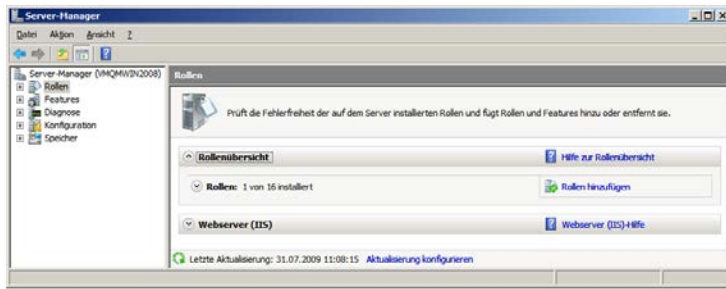 Server-Manager
Datei Aktion Ansicht ?
Server-Manager (VMQMWIN2008)
Rollen
Features
Diagnose
Konfiguration
Speicher
Rollen
Prüft die Fehlerfreiheit der auf dem Server installierten Rollen und fügt Rollen und Features hinzu oder entfernt sie.
Rollenübersicht
Hilfe zur Rollenübersicht
Rollen: 1 von 16 installiert
Rollen hinzufügen
Webserver (IIS)
Webserver (IIS)-Hilfe
Letzte Aktualisierung: 31.07.2009 11:08:15 Aktualisierung konfigurieren